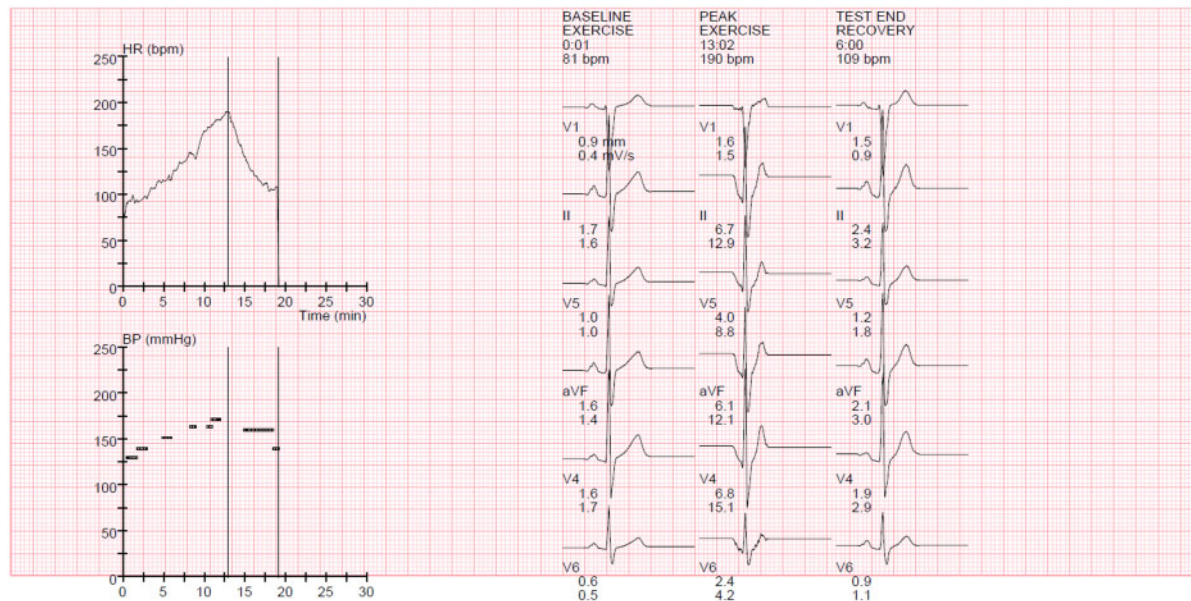 HR (bpm)
250
200
150
100
50
0
0 5 10 15 20 25 30
Time (min)
BP (mmHg)
250
200
150
100
50
0
0 5 10 15 20 25 30
BASELINE
EXERCISE
0:01
81 bpm
V1
0.9 mm
0.4 mV/s
II
1.7
1.6
V5
1.0
1.0
aVF
1.6
1.4
V4
1.6
1.7
V6
0.6
0.5
PEAK
EXERCISE
13:02
190 bpm
V1
1.6
1.5
II
6.7
12.9
V5
4.0
8.8
aVF
6.1
12.1
V4
6.8
15.1
V6
2.4
4.2
TEST END
RECOVERY
6:00
109 bpm
V1
1.5
0.9
II
2.4
3.2
V5
1.2
1.8
aVF
2.1
3.0
V4
1.9
2.9
V6
0.9
1.1